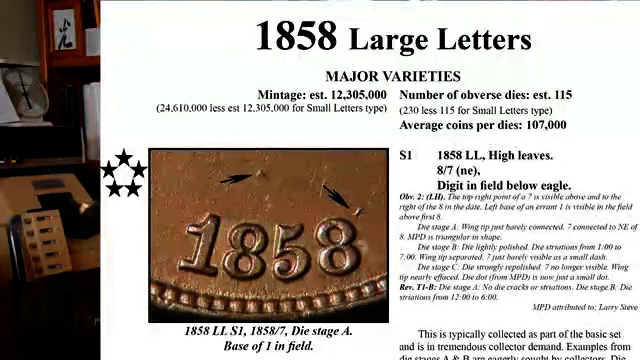 1858 Large Letters
MAJOR VARIETIES
Mintage: est. 12,305,000
(24,610,000 less est 12,305,000 for Small Letters type)
Number of obverse dies: est. 115
(230 less 115 for Small Letters type)
Average coins per dies: 107,000
1858
1858 LL S1, 1858/7, Die stage A.
Base of 1 in field.
S1 1858 LL, High leaves.
8/7 (ne),
Digit in field below eagle.
Obv. 2: (LH). The top right point of a 7 is visible above and to the
right of the 8 in the date. Left base of an errant 1 is visible in the field
above first 8.
Die stage A: Wing tip just barely connected. 7 connected to NE of
8. MPD is triangular in shape.
Die stage B: Die lightly polished. Die striations from 1:00 to
7:00. Wing tip separated. 7 just barely visible as a small dash.
Die stage C: Die strongly repolished. 7 no longer visible. Wing
tip nearly effaced. Die dot (from MPD) is now just a small dot.
Rev. T1-B: Die stage A: No die cracks or striations. Die stage B: Die
striations from 12:00 to 6:00.
MPD attributed to: Larry Steve
This is typically collected as part of the basic set
and is in tremendous collector demand. Examples from
die stages A & B are eagerly sought by collectors. Die